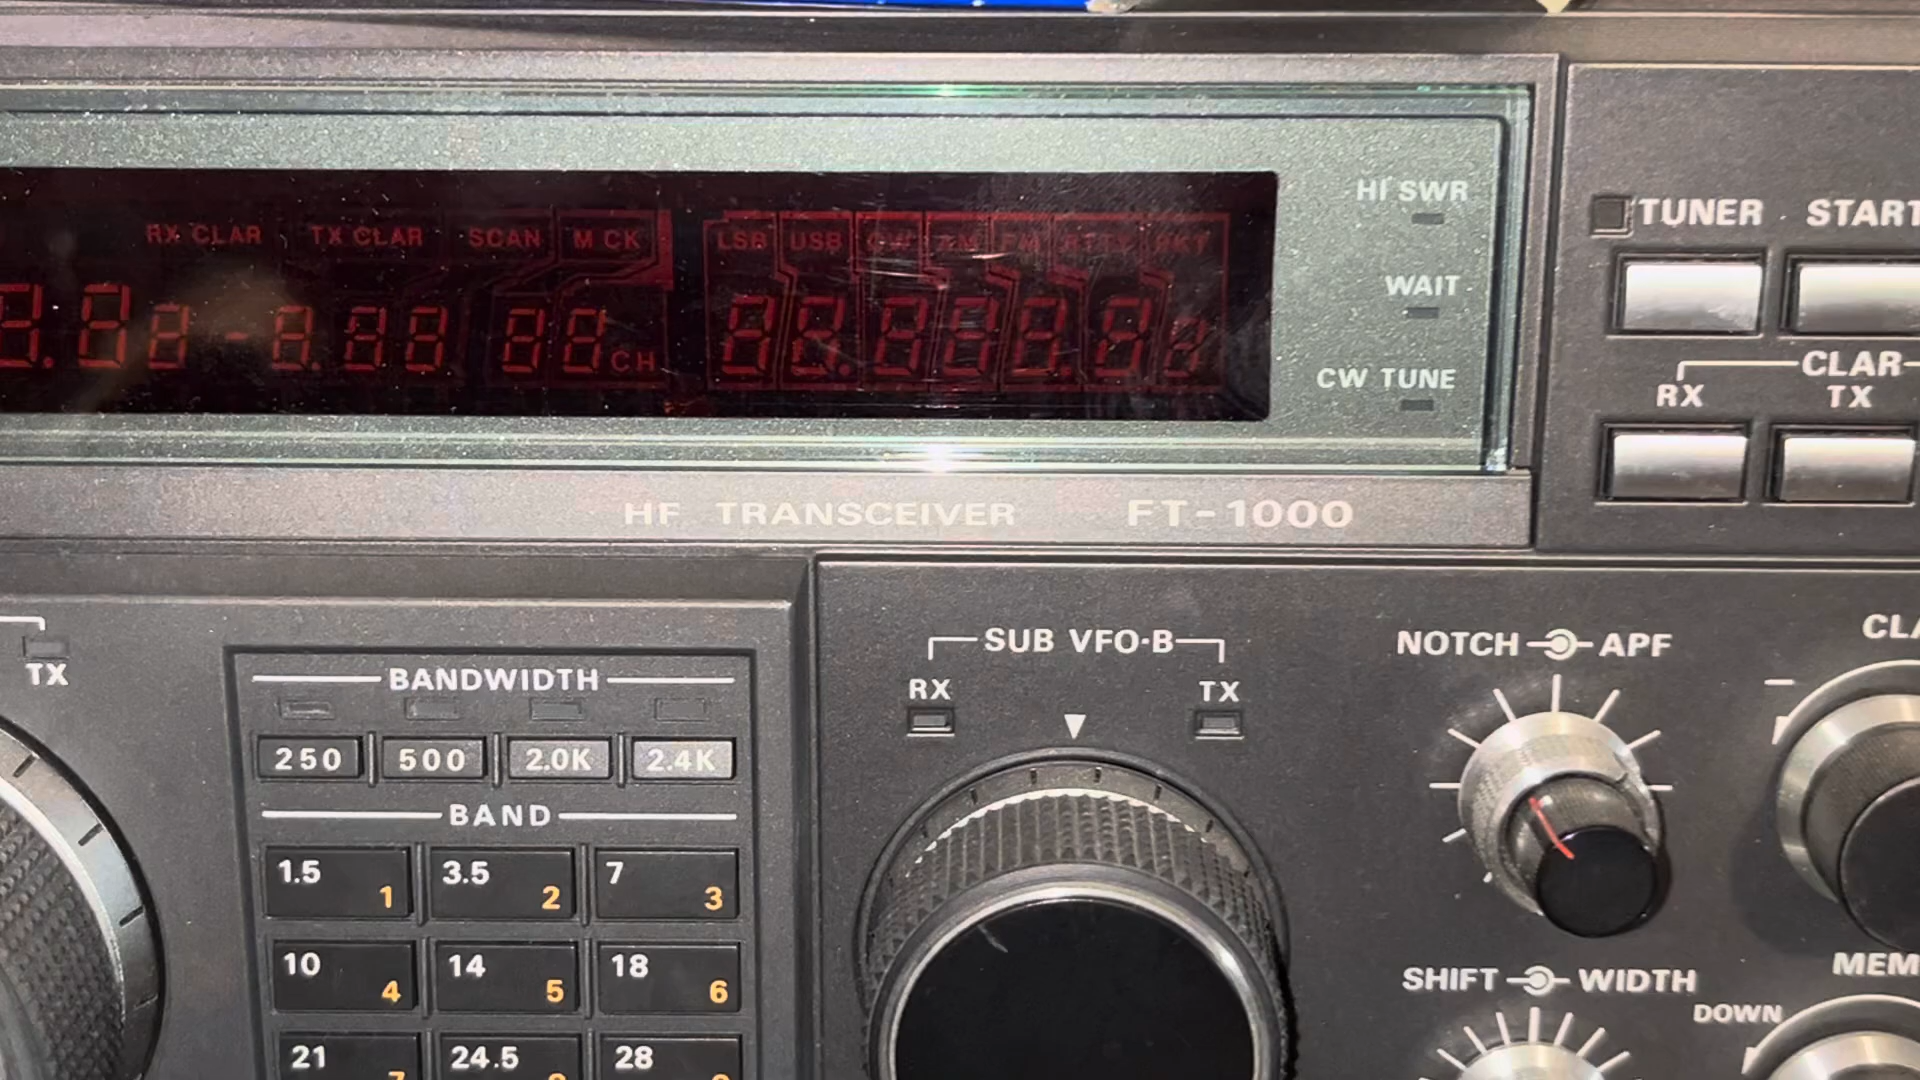 RX CLAR TX CLAR SCAN M CK LSB USB CW AM FM RTTY PKT
CH
HI SWR
WAIT
CW TUNE
TUNER START
CLAR
RX TX
HF TRANSCEIVER FT-1000
TX
BANDWIDTH
250 500 2.0K 2.4K
BAND
1.5 1 3.5 2 7 3
10 4 14 5 18 6
21 24.5 28
SUB VFO-B
RX TX
NOTCH APF
SHIFT WIDTH
DOWN